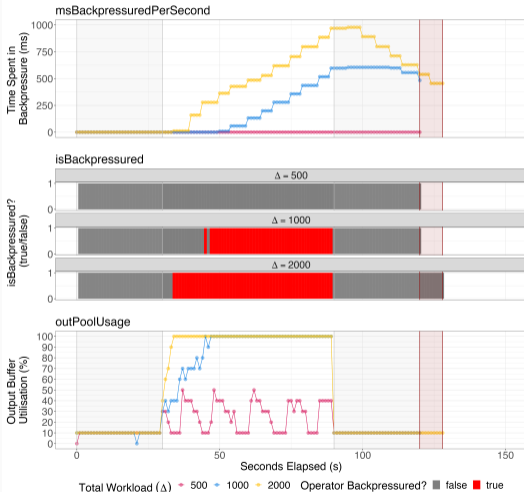 msBackpressuredPerSecond
Time Spent in
Backpressure (ms)
1000
750
500
250
0
isBackpressured
isBackpressured?
(true/false)
Δ = 500
1
0
Δ = 1000
1
0
Δ = 2000
1
0
outPoolUsage
Output Buffer
Utilisation (%)
100
90
80
70
60
50
40
30
20
10
0
0 50 100 150
Seconds Elapsed (s)
Total Workload (Δ) 500 1000 2000 Operator Backpressured? false true